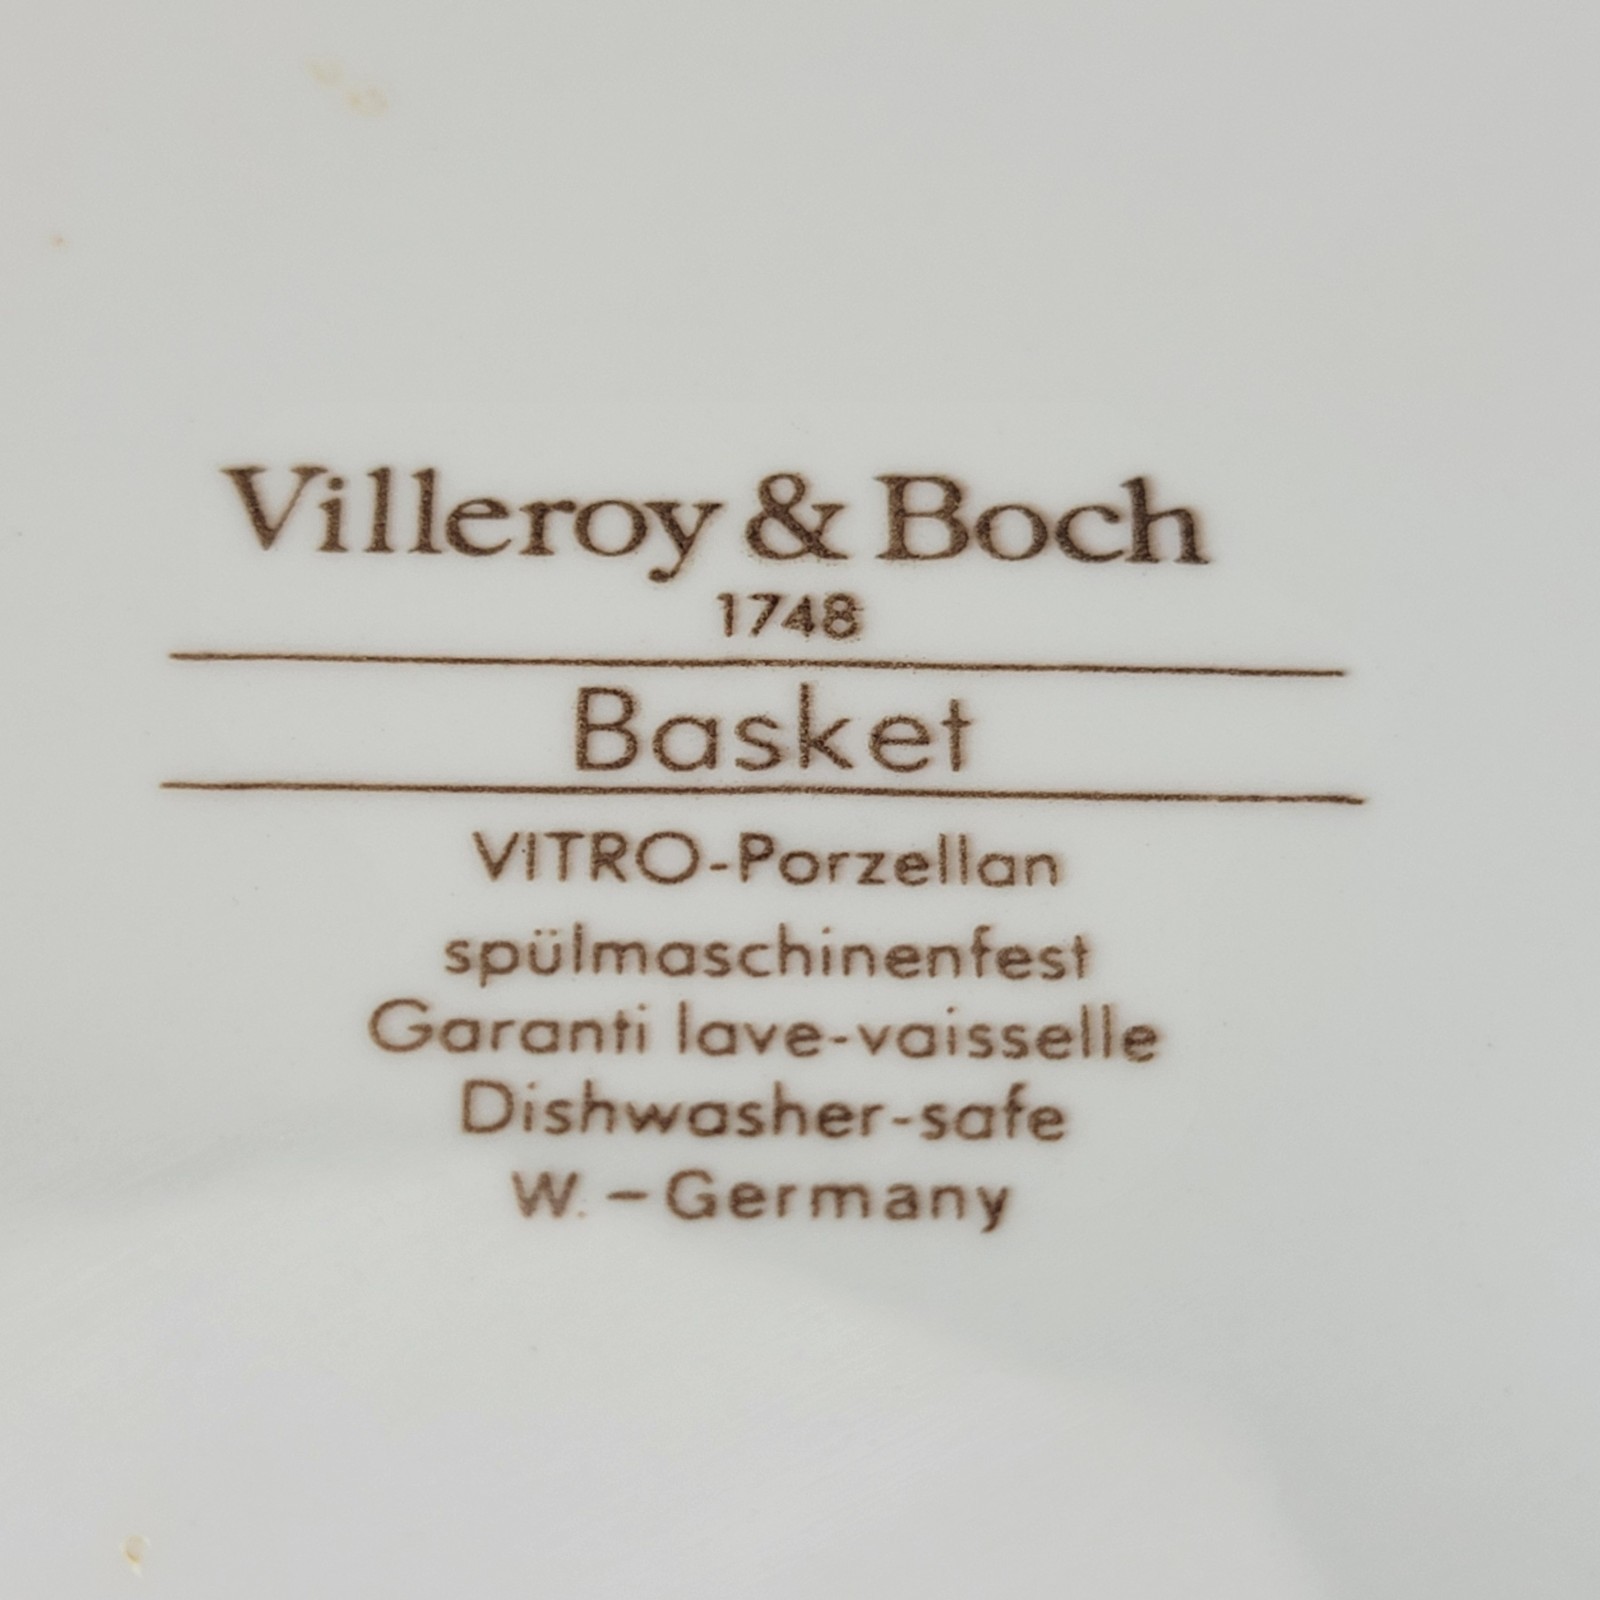 Villeroy & Boch
1748
Basket
VITRO-Porzellan
spülmaschinenfest
Garanti lave-vaisselle
Dishwasher-safe
W. – Germany